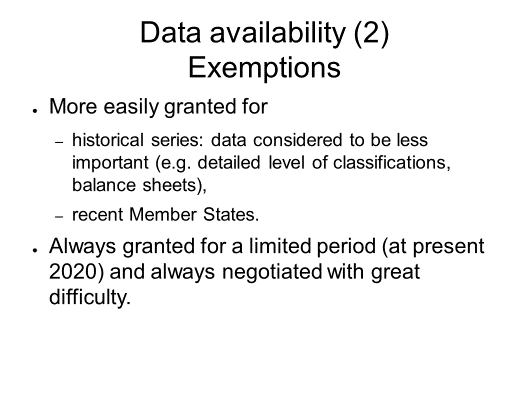 Data availability (2)
Exemptions
• More easily granted for
– historical series: data considered to be less
important (e.g. detailed level of classifications,
balance sheets),
– recent Member States.
• Always granted for a limited period (at present
2020) and always negotiated with great
difficulty.